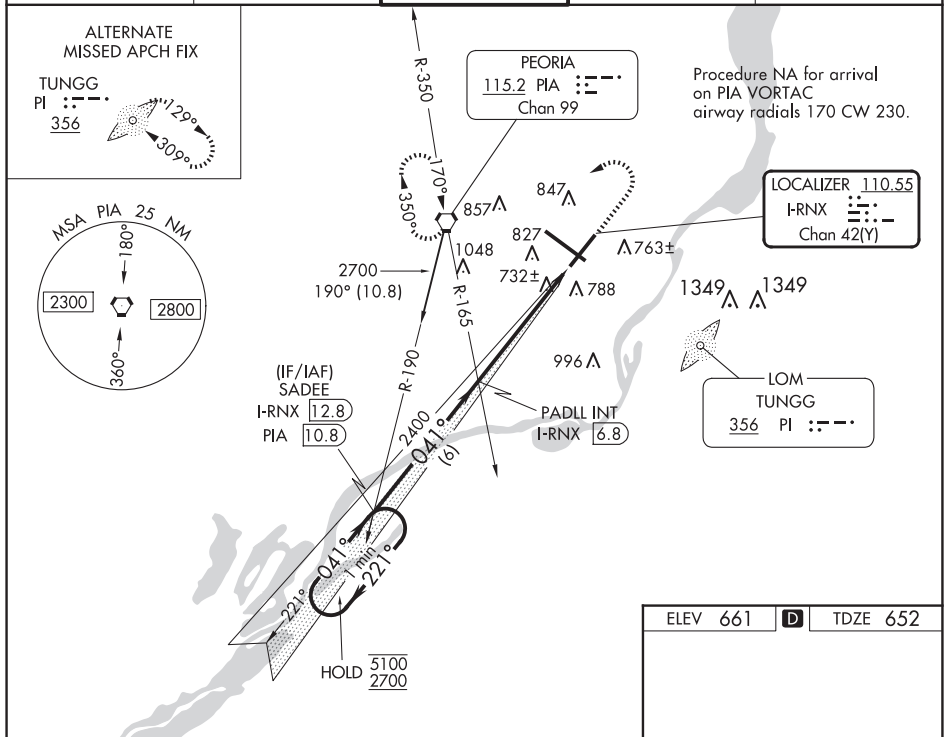 ALTERNATE
MISSED APCH FIX
TUNGG
PI
356
129°
309°
MSA PIA 25 NM
180°
2300
2800
360°
R-350
PEORIA
115.2 PIA
Chan 99
Procedure NA for arrival
on PIA VORTAC
airway radials 170 CW 230.
170°
350°
857
847
LOCALIZER 110.55
I-RNX
Chan 42(Y)
1048
827
763±
732±
788
2700
190° (10.8)
R-165
1349
1349
R-190
996
(IF/IAF)
SADEE
I-RNX 12.8
PIA 10.8
2400
041°
(6)
PADLL INT
I-RNX 6.8
LOM
TUNGG
356 PI
041°
1 min
221°
221°
HOLD 5100
2700
ELEV 661 D TDZE 652